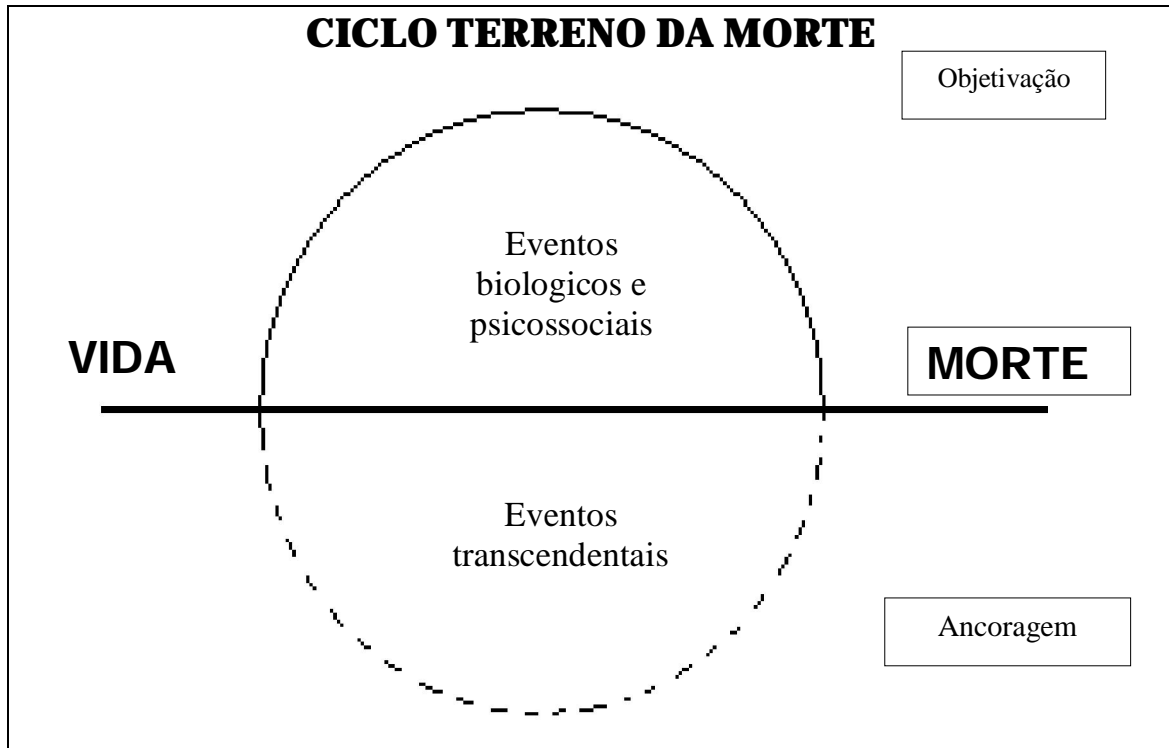 CICLO TERRENO DA MORTE
Objetivação
Eventos
biologicos e
psicossociais
VIDA
MORTE
Eventos
transcendentais
Ancoragem